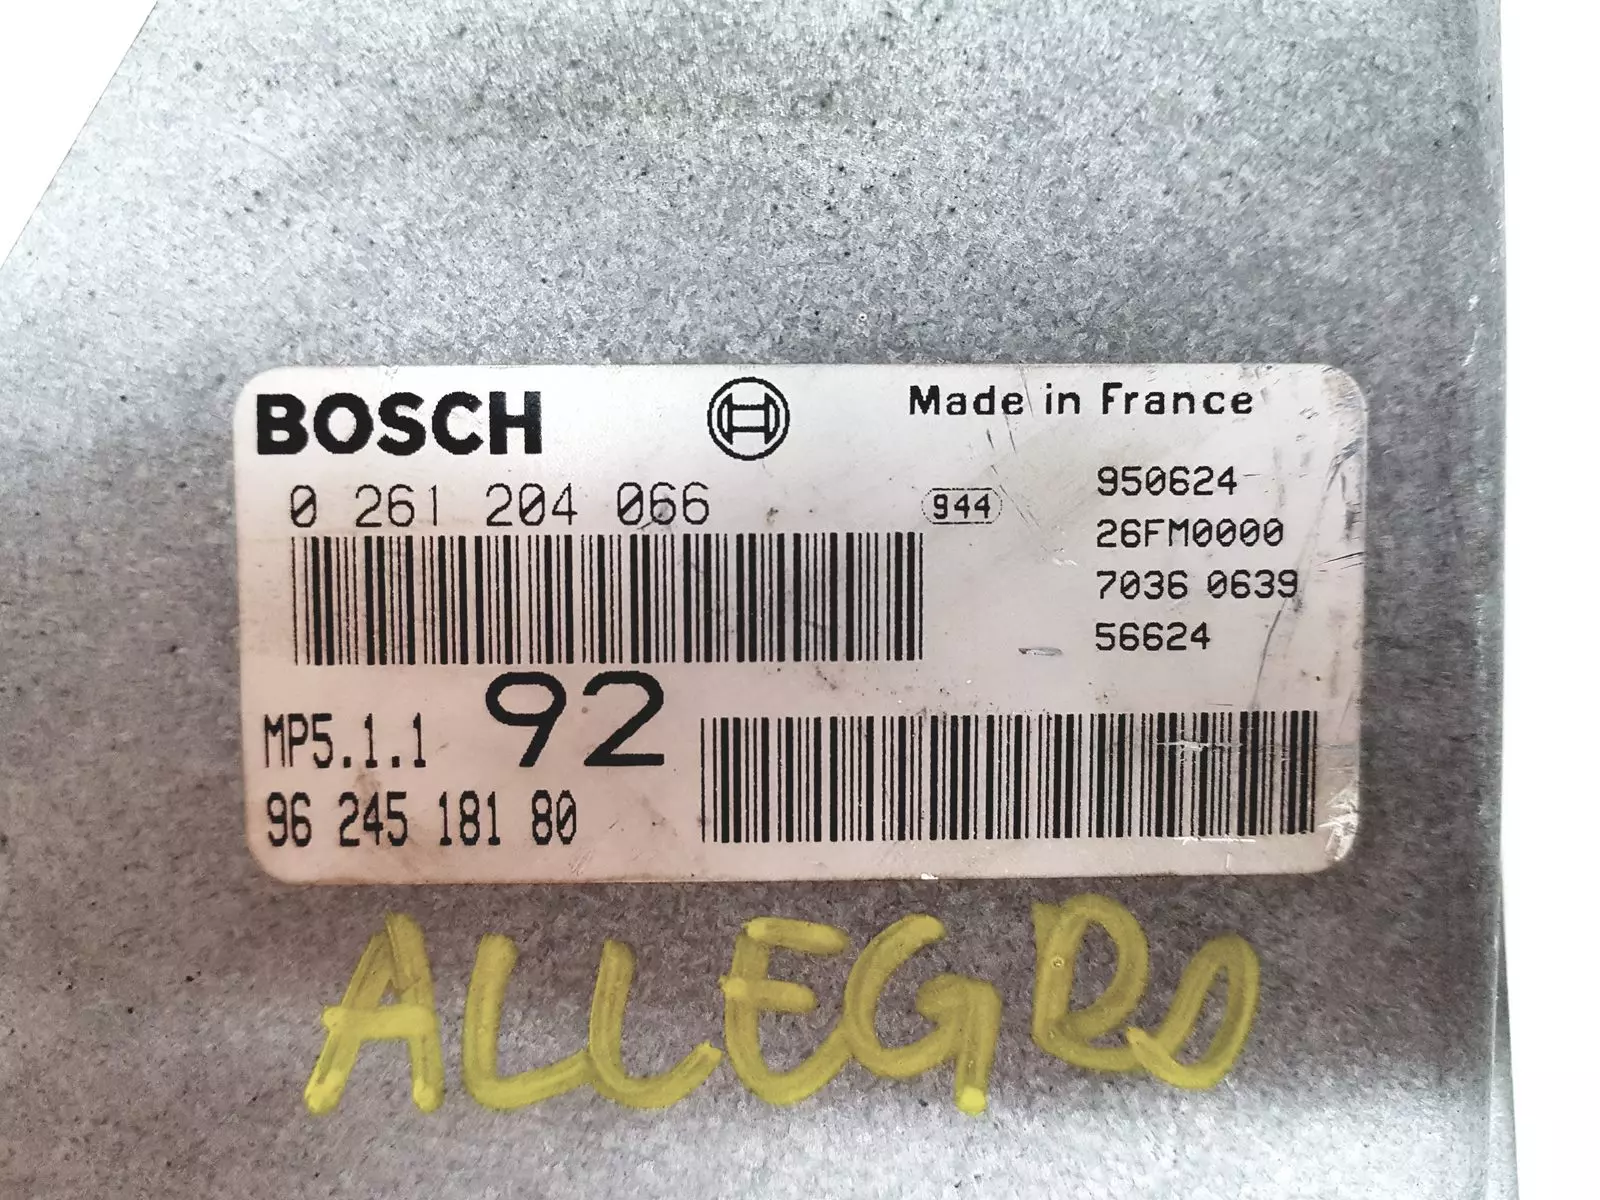 BOSCH
Made in France
0 261 204 066
944
950624
26FM0000
7036 0639
56624
MP5.1.1
92
96 245 181 80
ALLEGRO